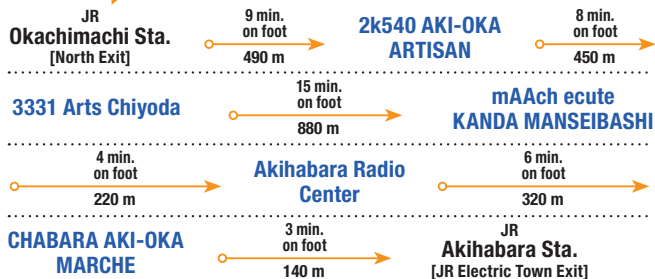 JR
Okachimachi Sta.
[North Exit]
9 min.
on foot
490 m
2k540 AKI-OKA
ARTISAN
8 min.
on foot
450 m
3331 Arts Chiyoda
15 min.
on foot
880 m
mAAch ecute
KANDA MANSEIBASHI
4 min.
on foot
220 m
Akihabara Radio
Center
6 min.
on foot
320 m
CHABARA AKI-OKA
MARCHE
3 min.
on foot
140 m
JR
Akihabara Sta.
[JR Electric Town Exit]